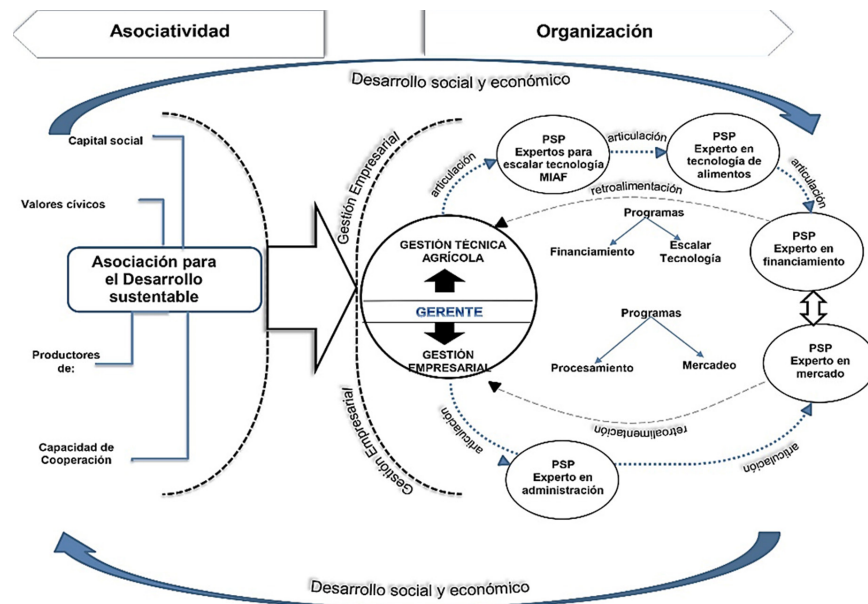 Asociatividad
Organización
Desarrollo social y económico
Capital social
Valores cívicos
Asociación para
el Desarrollo
sustentable
Productores
de:
Capacidad de
Cooperación
Gestión Empresarial
Gestión Empresarial
GESTIÓN TÉCNICA
AGRÍCOLA
GERENTE
GESTIÓN
EMPRESARIAL
articulación
PSP
Expertos para
escalar tecnología
MIAF
articulación
PSP
Experto en
tecnología de
alimentos
articulación
retroalimentación
Programas
Financiamiento
Escalar
Tecnología
PSP
Experto en
financiamiento
Programas
Procesamiento
Mercadeo
PSP
Experto en
mercado
retroalimentación
articulación
PSP
Experto en
administración
articulación
Desarrollo social y económico